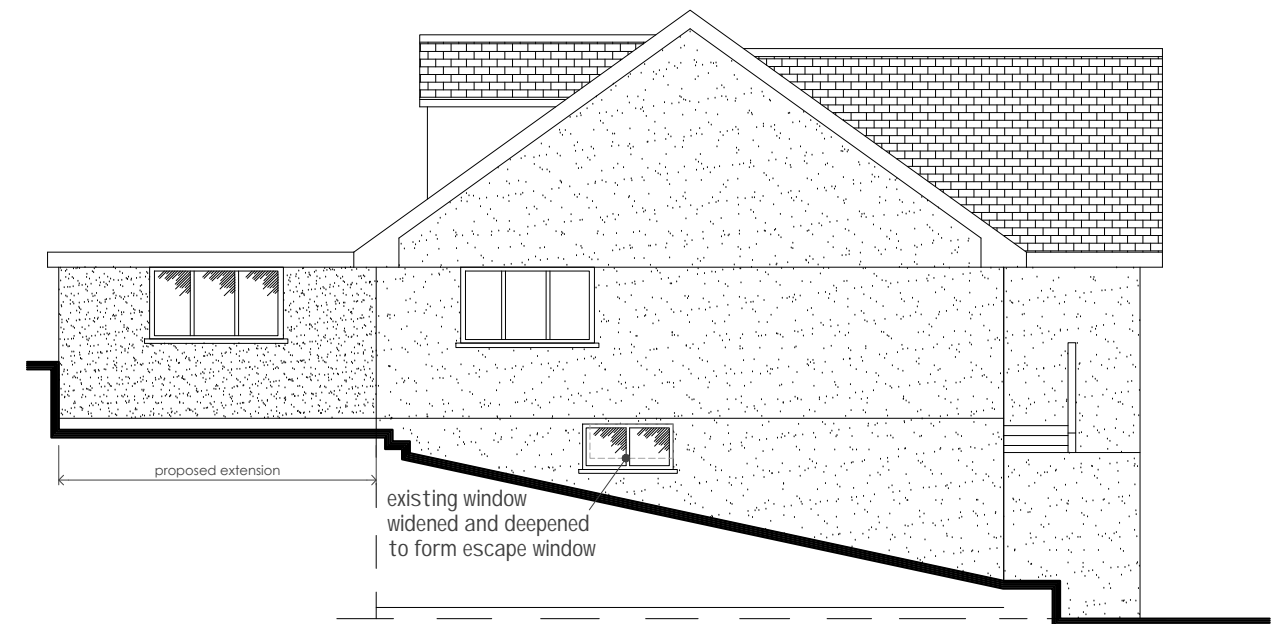 proposed extension
existing window
widened and deepened
to form escape window